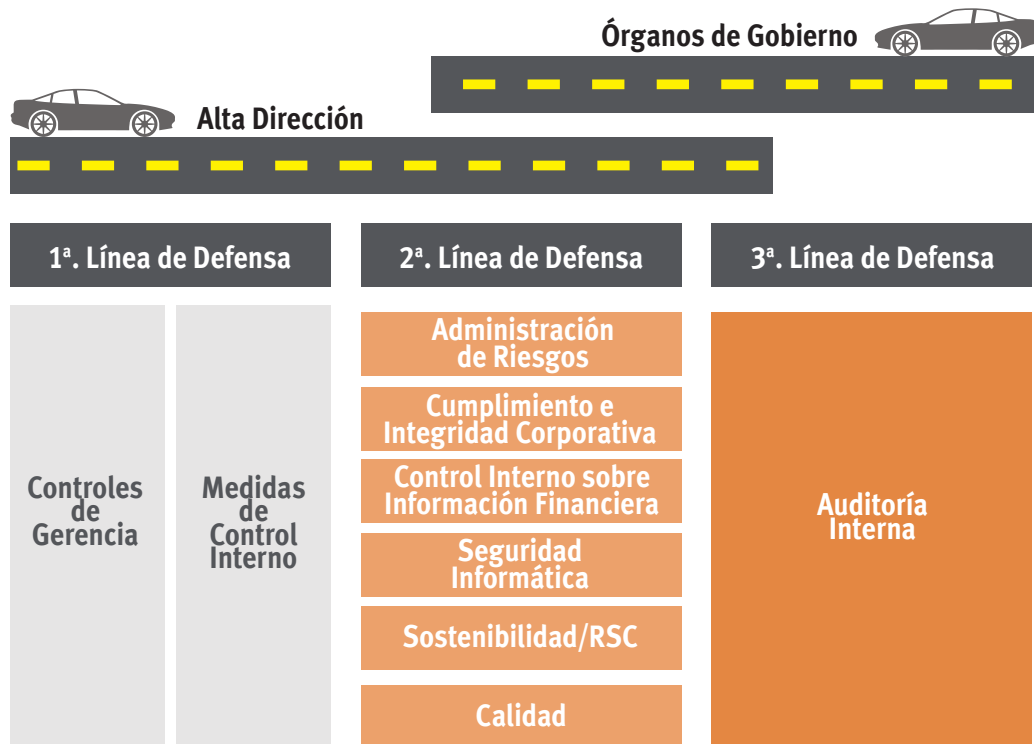 Órganos de Gobierno
Alta Dirección
1ª. Línea de Defensa
2ª. Línea de Defensa
3ª. Línea de Defensa
Controles
de
Gerencia
Medidas
de
Control
Interno
Administración
de Riesgos
Cumplimiento e
Integridad Corporativa
Control Interno sobre
Información Financiera
Seguridad
Informática
Sostenibilidad/RSC
Calidad
Auditoría
Interna